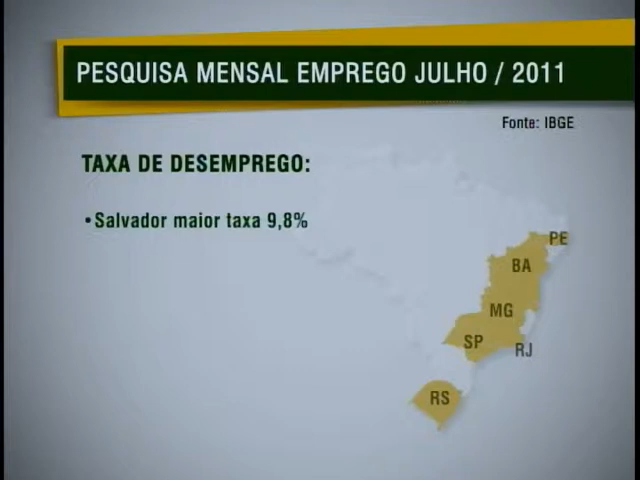 PESQUISA MENSAL EMPREGO JULHO / 2011
Fonte: IBGE
TAXA DE DESEMPREGO:
•Salvador maior taxa 9,8%
PE
BA
MG
SP
RJ
RS